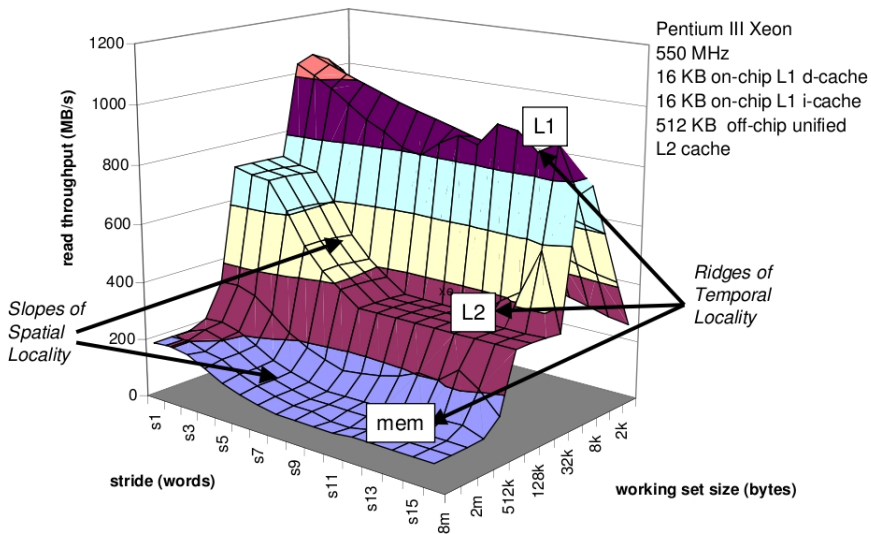 1200
1000
800
600
400
200
0
read throughput (MB/s)
Pentium III Xeon
550 MHz
16 KB on-chip L1 d-cache
16 KB on-chip L1 i-cache
512 KB off-chip unified
L2 cache
L1
xe
L2
mem
Ridges of
Temporal
Locality
Slopes of
Spatial
Locality
s1
s3
s5
s7
s9
s11
s13
s15
stride (words)
8m
2m
512k
128k
32k
8k
2k
working set size (bytes)